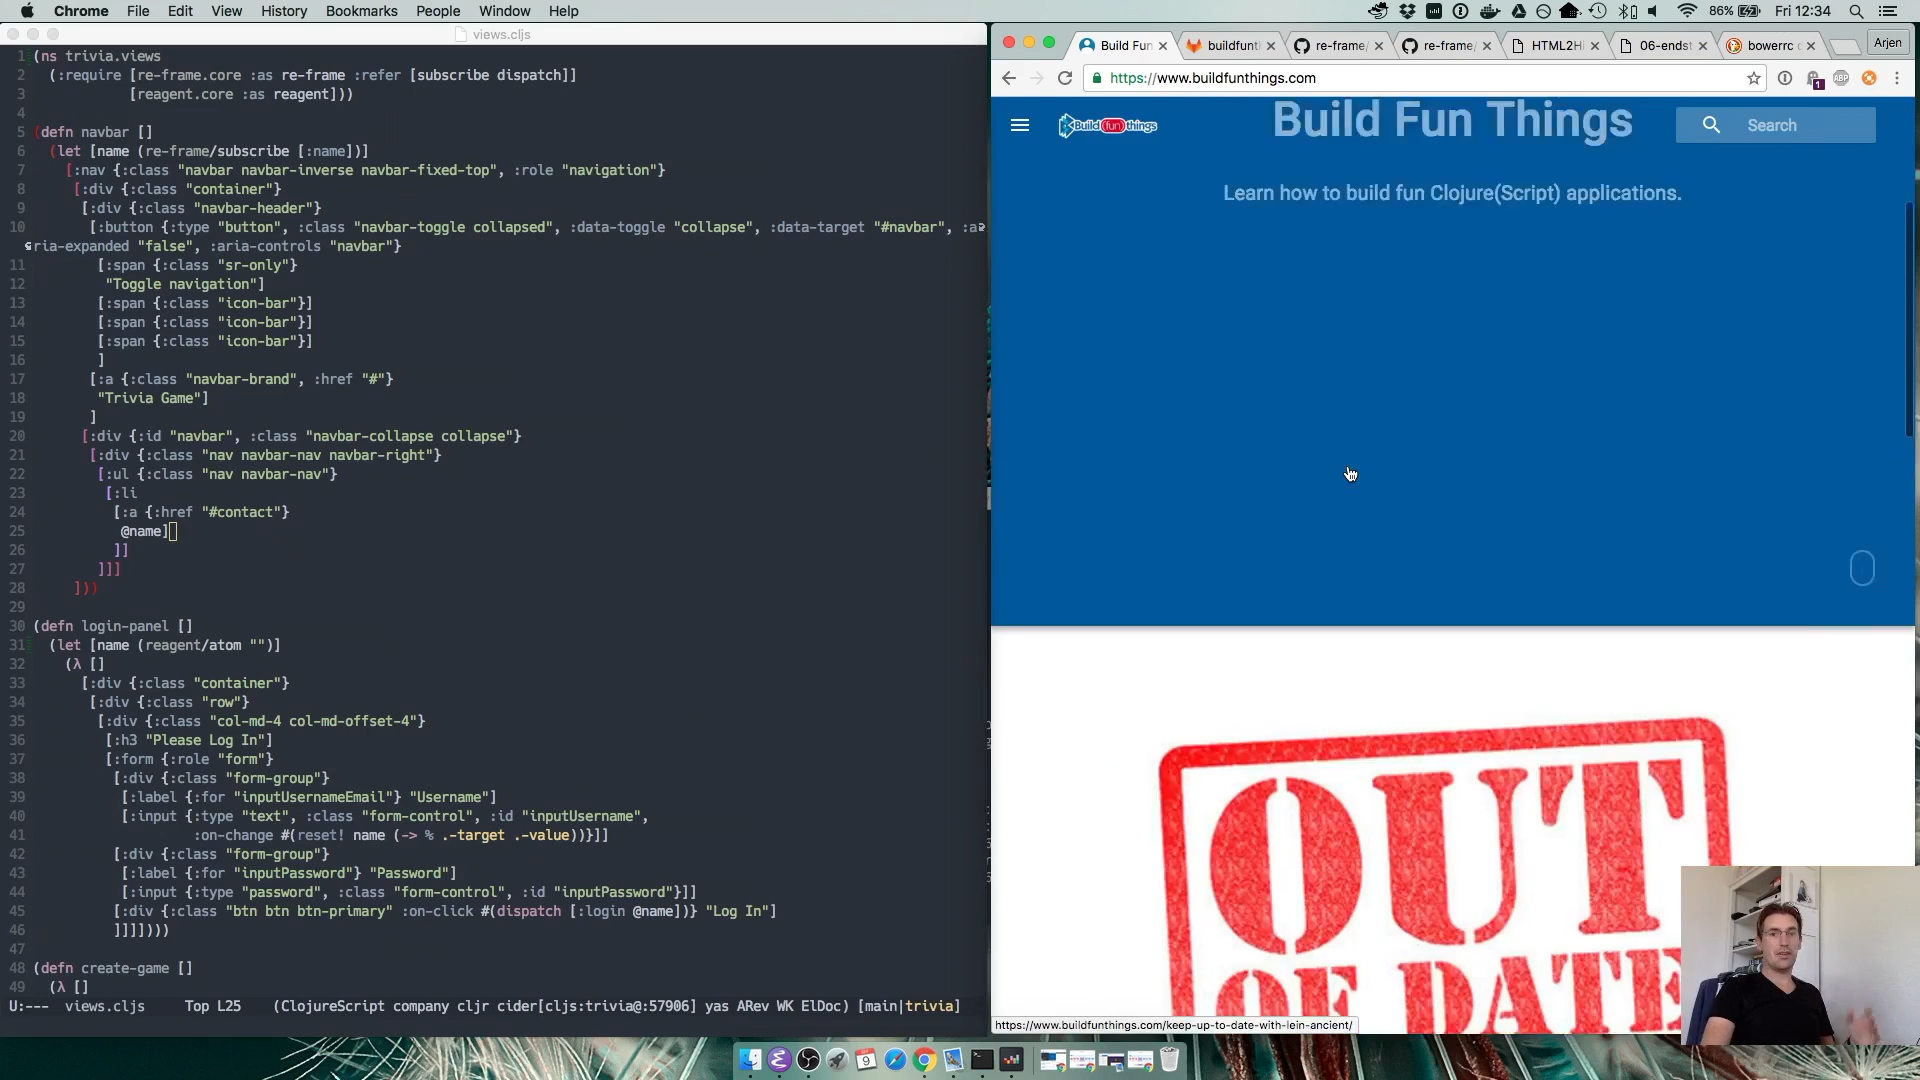 Chrome File Edit View History Bookmarks People Window Help
86% Fri 12:34
views.cljs
1 (ns trivia.views
2 (:require [re-frame.core :as re-frame :refer [subscribe dispatch]]
3 [reagent.core :as reagent]))
4
5 (defn navbar []
6 (let [name (re-frame/subscribe [:name])]
7 [:nav {:class "navbar navbar-inverse navbar-fixed-top", :role "navigation"}
8 [:div {:class "container"}
9 [:div {:class "navbar-header"}
10 [:button {:type "button", :class "navbar-toggle collapsed", :data-toggle "collapse", :data-target "#navbar", :a
ria-expanded "false", :aria-controls "navbar"}
11 [:span {:class "sr-only"}
12 "Toggle navigation"]
13 [:span {:class "icon-bar"}]
14 [:span {:class "icon-bar"}]
15 [:span {:class "icon-bar"}]
16 ]
17 [:a {:class "navbar-brand", :href "#"}
18 "Trivia Game"]
19 ]
20 [:div {:id "navbar", :class "navbar-collapse collapse"}
21 [:div {:class "nav navbar-nav navbar-right"}
22 [:ul {:class "nav navbar-nav"}
23 [:li
24 [:a {:href "#contact"}
25 @name]
26 ]]
27 ]]]
28 ]))
29
30 (defn login-panel []
31 (let [name (reagent/atom "")]
32 (λ []
33 [:div {:class "container"}
34 [:div {:class "row"}
35 [:div {:class "col-md-4 col-md-offset-4"}
36 [:h3 "Please Log In"]
37 [:form {:role "form"}
38 [:div {:class "form-group"}
39 [:label {:for "inputUsernameEmail"} "Username"]
40 [:input {:type "text", :class "form-control", :id "inputUsername",
41 :on-change #(reset! name (-> % .-target .-value))}]]
42 [:div {:class "form-group"}
43 [:label {:for "inputPassword"} "Password"]
44 [:input {:type "password", :class "form-control", :id "inputPassword"}]]
45 [:div {:class "btn btn btn-primary" :on-click #(dispatch [:login @name])} "Log In"]
46 ]]]])))
47
48 (defn create-game []
49 (λ []
U:--- views.cljs Top L25 (ClojureScript company cljr cider[cljs:trivia@:57906] yas ARev WK ElDoc) [main|trivia]
Build Fun buildfunt re-frame/ re-frame/ HTML2Hi 06-endst bowerrc c Arjen
https://www.buildfunthings.com
ABP 1
Build fun things
Build Fun Things
Search
Learn how to build fun Clojure(Script) applications.
OUT
OF DATE
https://www.buildfunthings.com/keep-up-to-date-with-lein-ancient/
9